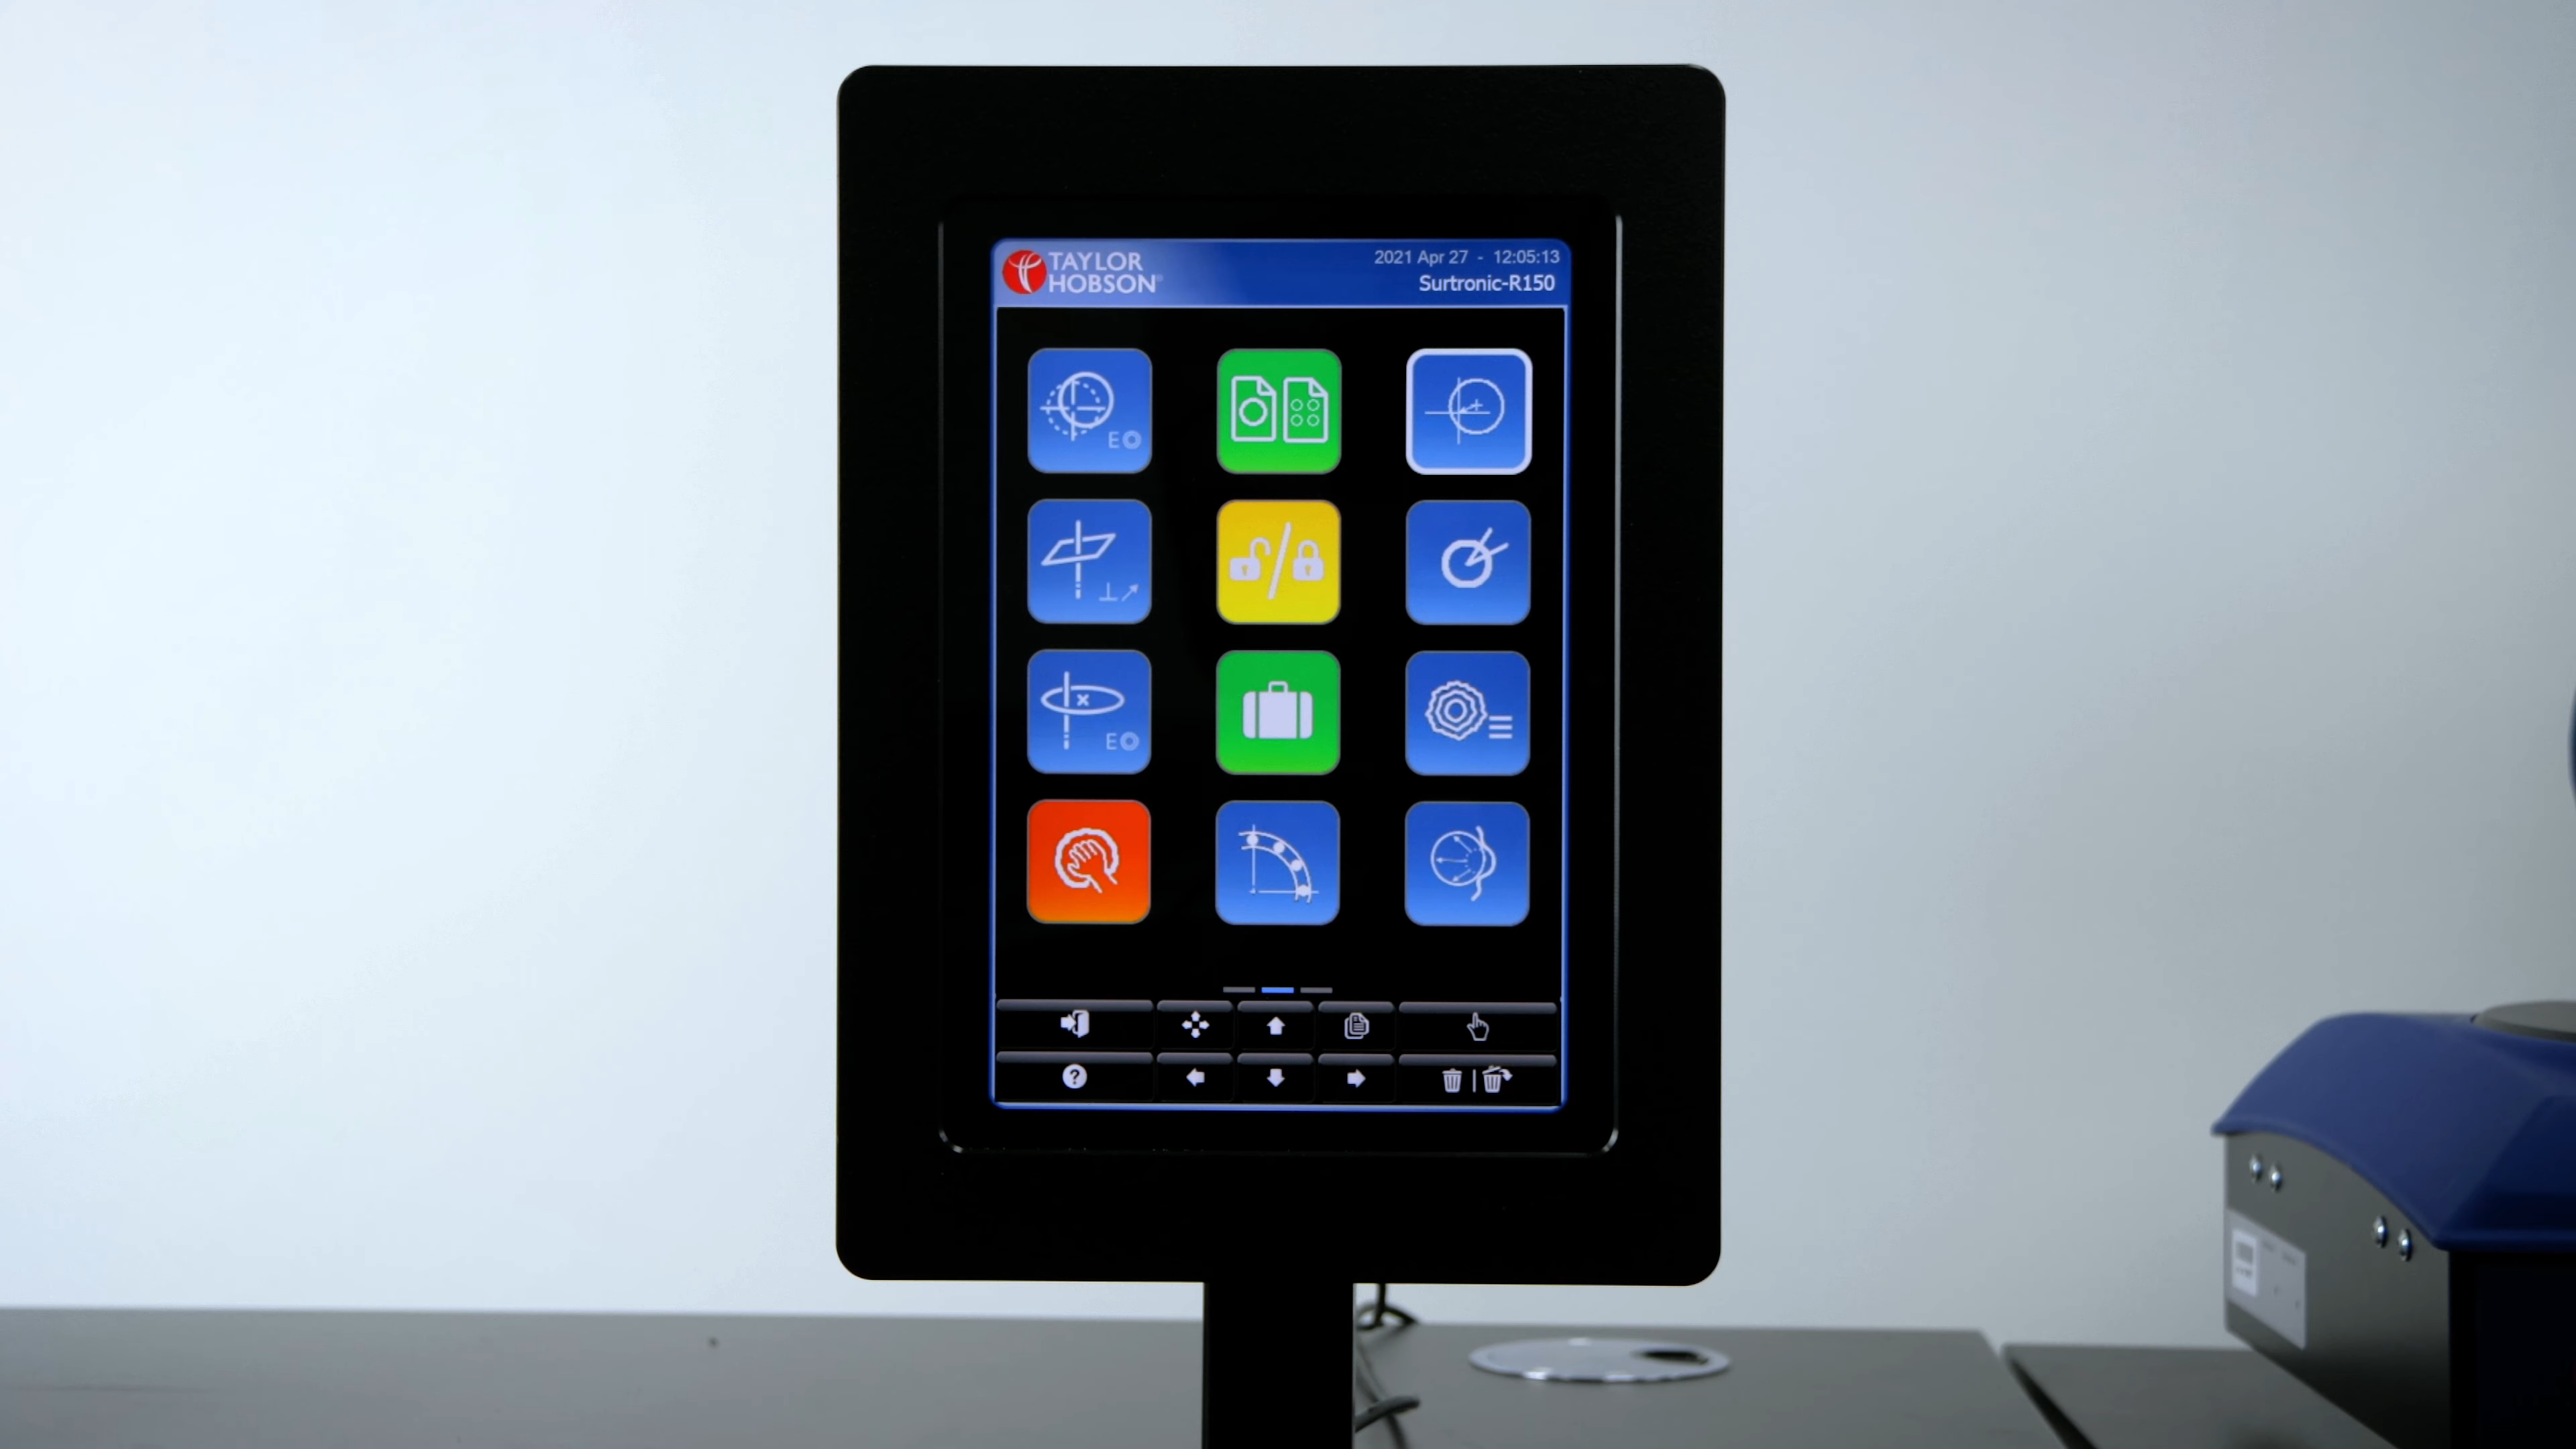 TAYLOR
HOBSON
2021 Apr 27 - 12:05:13
Surtronic-R150
E
E
?